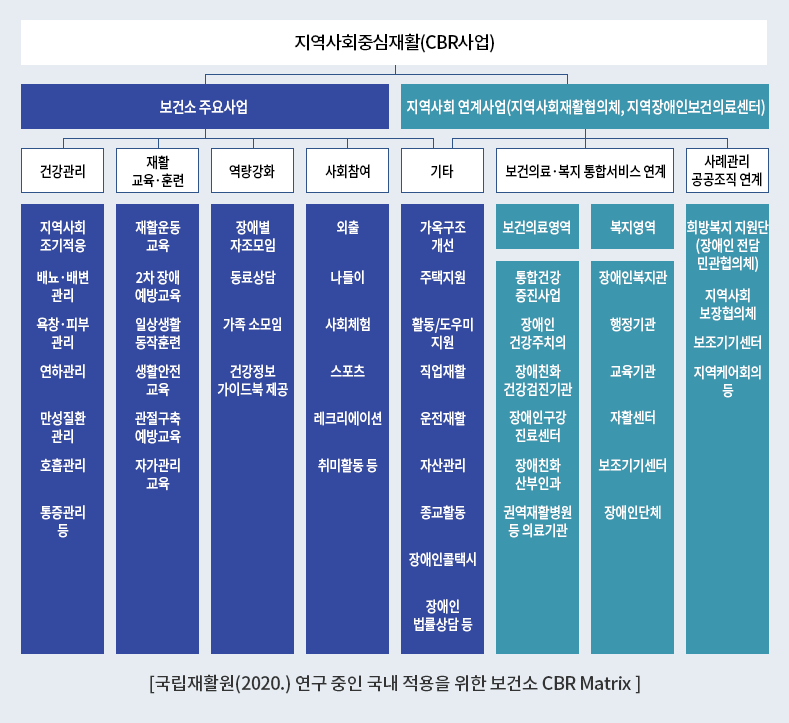 지역사회중심재활(CBR사업)
보건소 주요사업
지역사회 연계사업(지역사회재활협의체, 지역장애인보건의료센터)
건강관리
재활
교육·훈련
역량강화
사회참여
기타
보건의료·복지 통합서비스 연계
사례관리
공공조직 연계
지역사회
조기적응
배뇨·배변
관리
욕창·피부
관리
연하관리
만성질환
관리
호흡관리
통증관리
등
재활운동
교육
2차 장애
예방교육
일상생활
동작훈련
생활안전
교육
관절구축
예방교육
자가관리
교육
장애별
자조모임
동료상담
가족 소모임
건강정보
가이드북 제공
외출
나들이
사회체험
스포츠
레크리에이션
취미활동 등
가옥구조
개선
주택지원
활동/도우미
지원
직업재활
운전재활
자산관리
종교활동
장애인콜택시
장애인
법률상담 등
보건의료영역
통합건강
증진사업
장애인
건강주치의
장애친화
건강검진기관
장애인구강
진료센터
장애친화
산부인과
권역재활병원
등 의료기관
복지영역
장애인복지관
행정기관
교육기관
자활센터
보조기기센터
장애인단체
희망복지 지원단
(장애인 전담
민관협의체)
지역사회
보장협의체
보조기기센터
지역케어회의
등
[국립재활원(2020.) 연구 중인 국내 적용을 위한 보건소 CBR Matrix ]